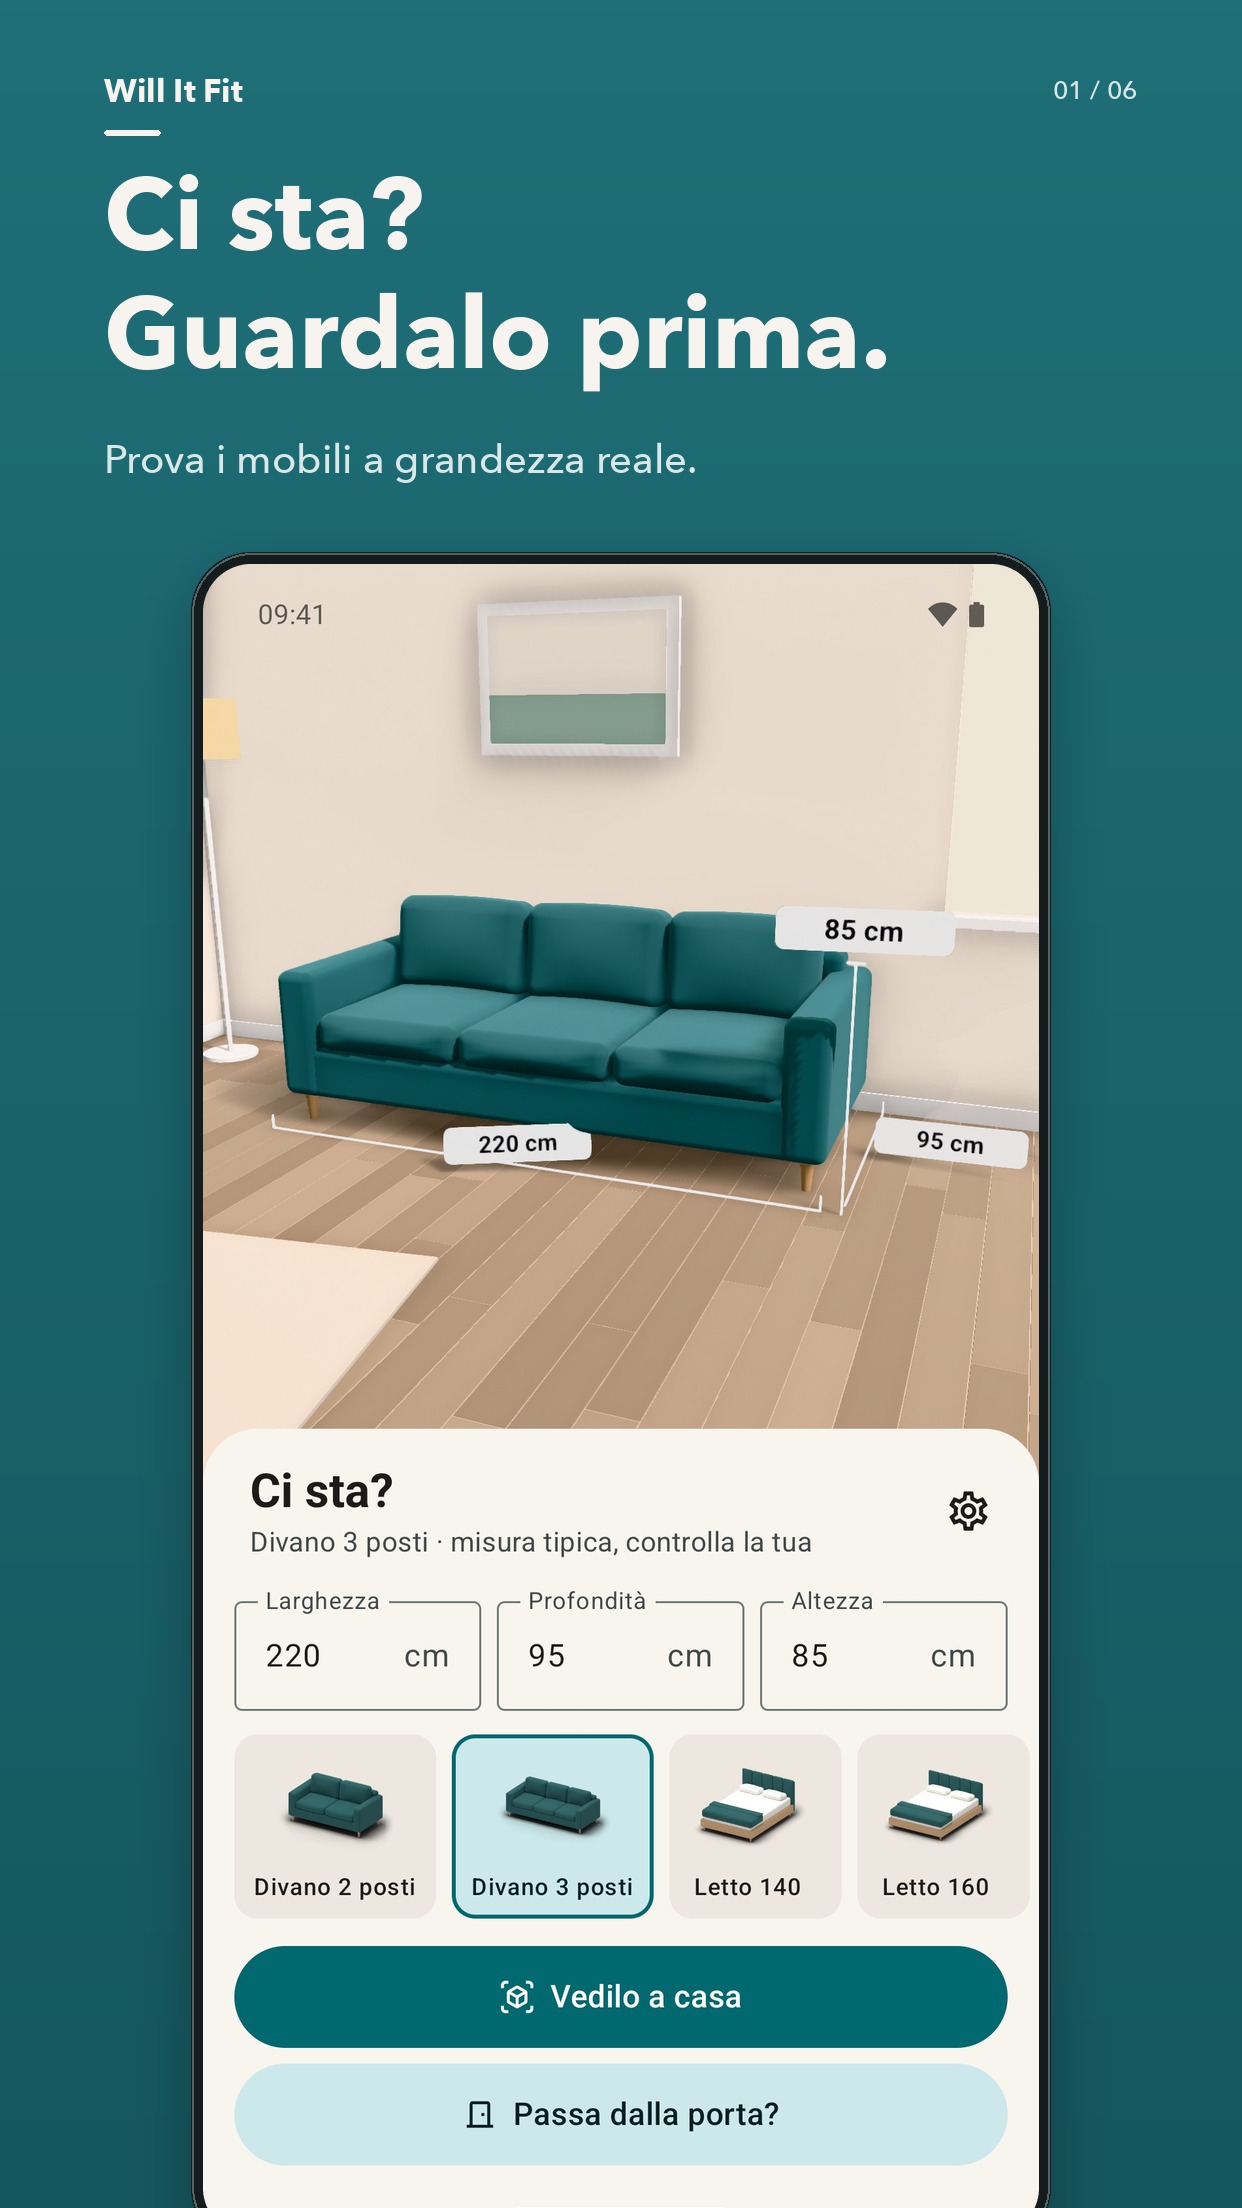 Will It Fit
01 / 06
Ci sta?
Guardalo prima.
Prova i mobili a grandezza reale.
09:41
85 cm
220 cm
95 cm
Ci sta?
Divano 3 posti · misura tipica, controlla la tua
Larghezza
220 cm
Profondità
95 cm
Altezza
85 cm
Divano 2 posti
Divano 3 posti
Letto 140
Letto 160
Vedilo a casa
Passa dalla porta?